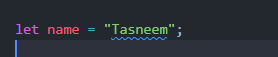 let name = "Tasneem";